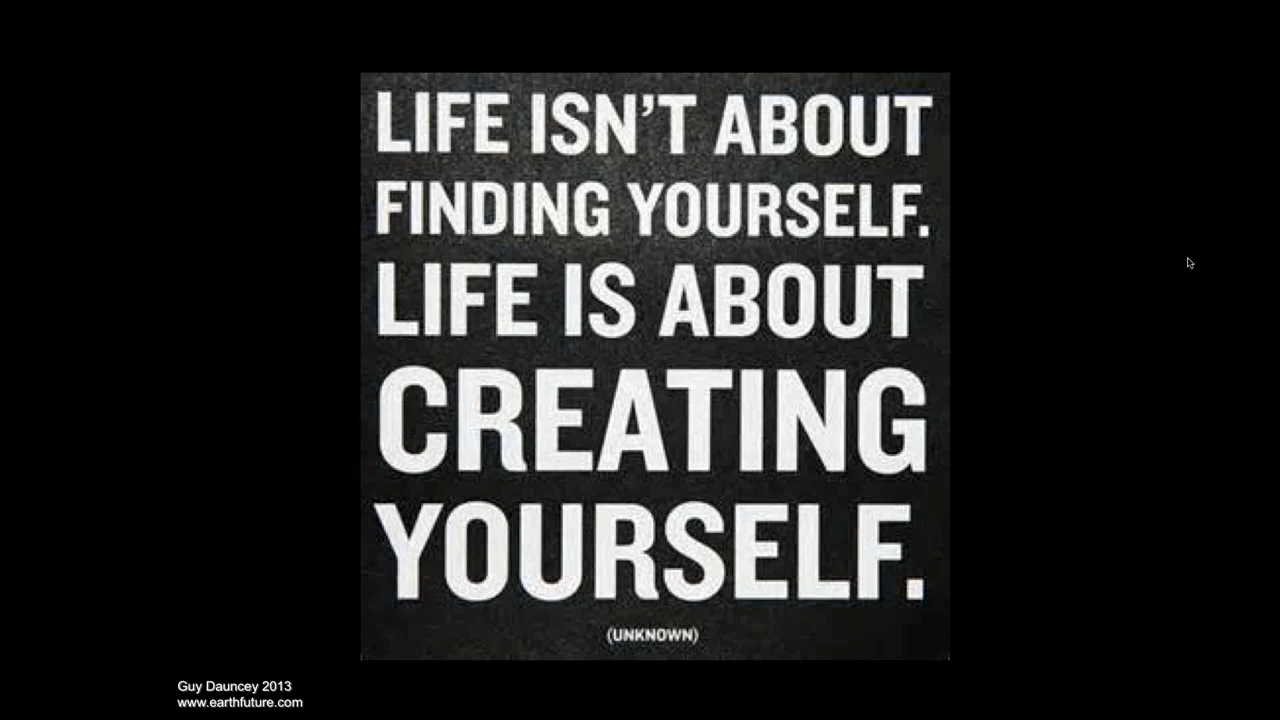 LIFE ISN'T ABOUT
FINDING YOURSELF.
LIFE IS ABOUT
CREATING
YOURSELF.
(UNKNOWN)
Guy Dauncey 2013
www.earthfuture.com